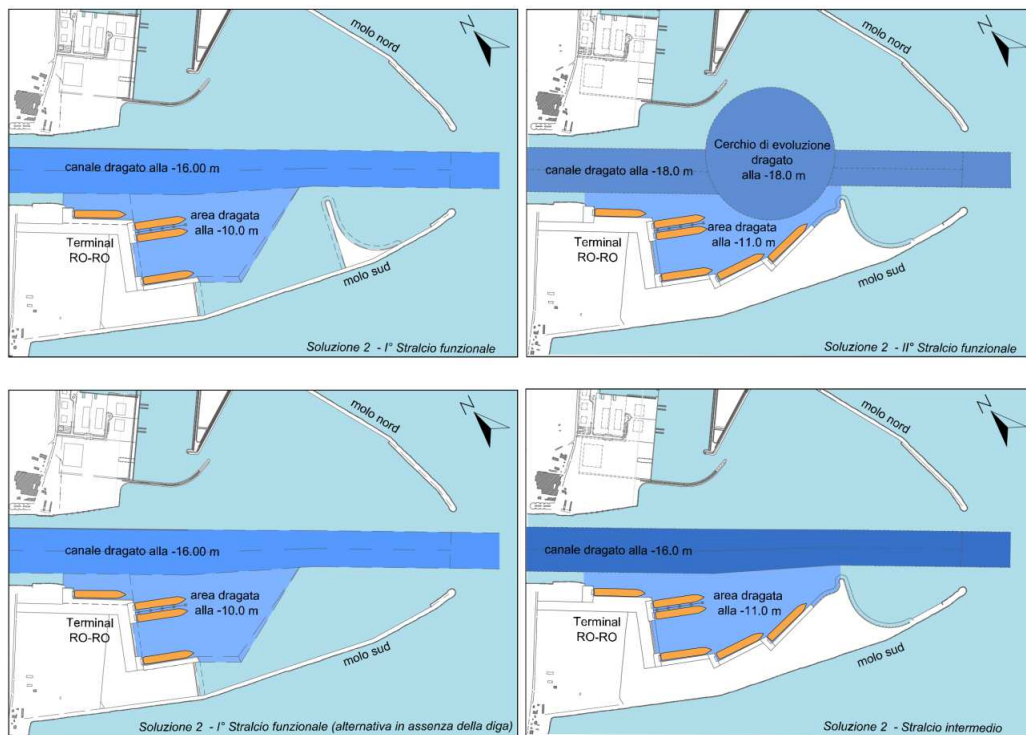 molo nord
N
canale dragato alla -16.00 m
area dragata
alla -10.0 m
Terminal
RO-RO
molo sud
Soluzione 2 - I° Stralcio funzionale
molo nord
N
Cerchio di evoluzione
dragato
alla -18.0 m
canale dragato alla -18.0 m
area dragata
alla -11.0 m
Terminal
RO-RO
molo sud
Soluzione 2 - II° Stralcio funzionale
molo nord
N
canale dragato alla -16.00 m
area dragata
alla -10.0 m
Terminal
RO-RO
molo sud
Soluzione 2 - I° Stralcio funzionale (alternativa in assenza della diga)
molo nord
N
canale dragato alla -16.0 m
area dragata
alla -11.0 m
Terminal
RO-RO
molo sud
Soluzione 2 - Stralcio intermedio